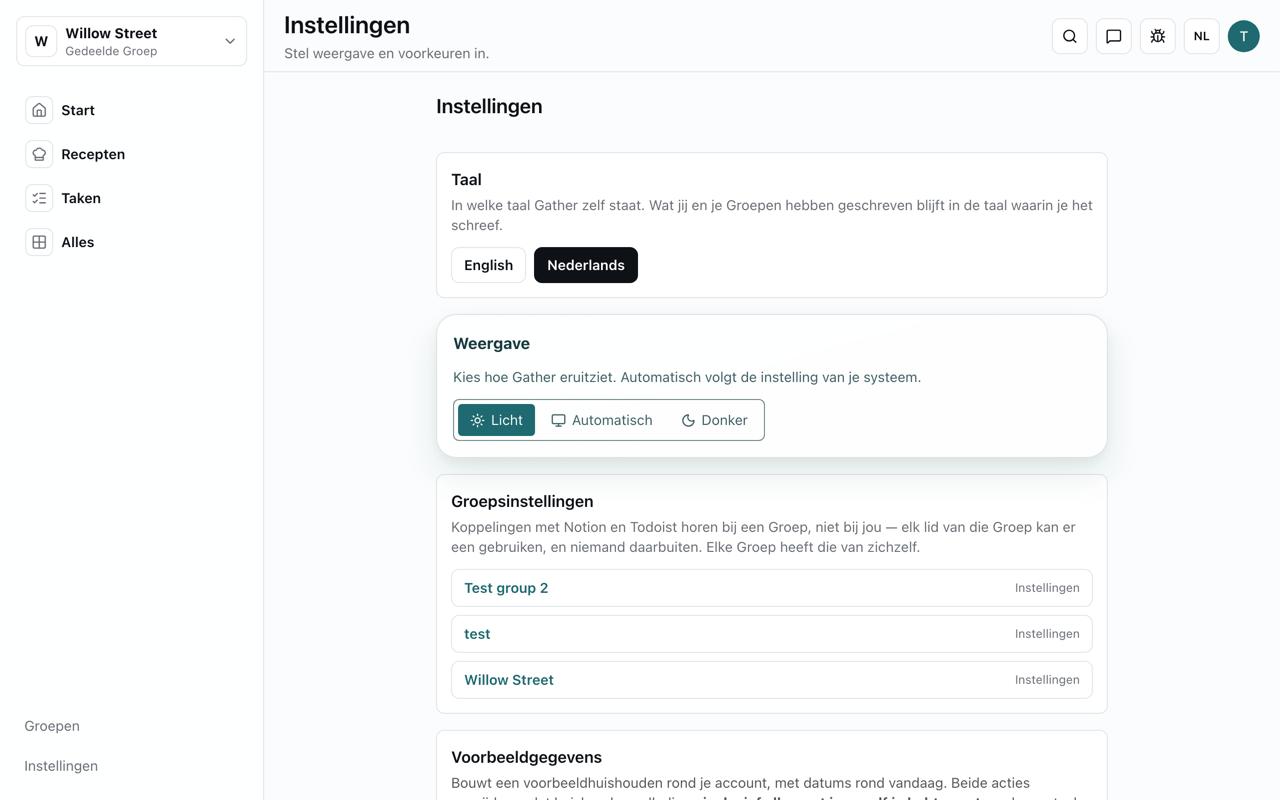 W
Willow Street
Gedeelde Groep
Start
Recepten
Taken
Alles
Groepen
Instellingen
Instellingen
Stel weergave en voorkeuren in.
NL
T
Instellingen
Taal
In welke taal Gather zelf staat. Wat jij en je Groepen hebben geschreven blijft in de taal waarin je het
schreef.
English
Nederlands
Weergave
Kies hoe Gather eruitziet. Automatisch volgt de instelling van je systeem.
Licht
Automatisch
Donker
Groepsinstellingen
Koppelingen met Notion en Todoist horen bij een Groep, niet bij jou — elk lid van die Groep kan er
een gebruiken, en niemand daarbuiten. Elke Groep heeft die van zichzelf.
Test group 2 Instellingen
test Instellingen
Willow Street Instellingen
Voorbeeldgegevens
Bouwt een voorbeeldhuishouden rond je account, met datums rond vandaag. Beide acties